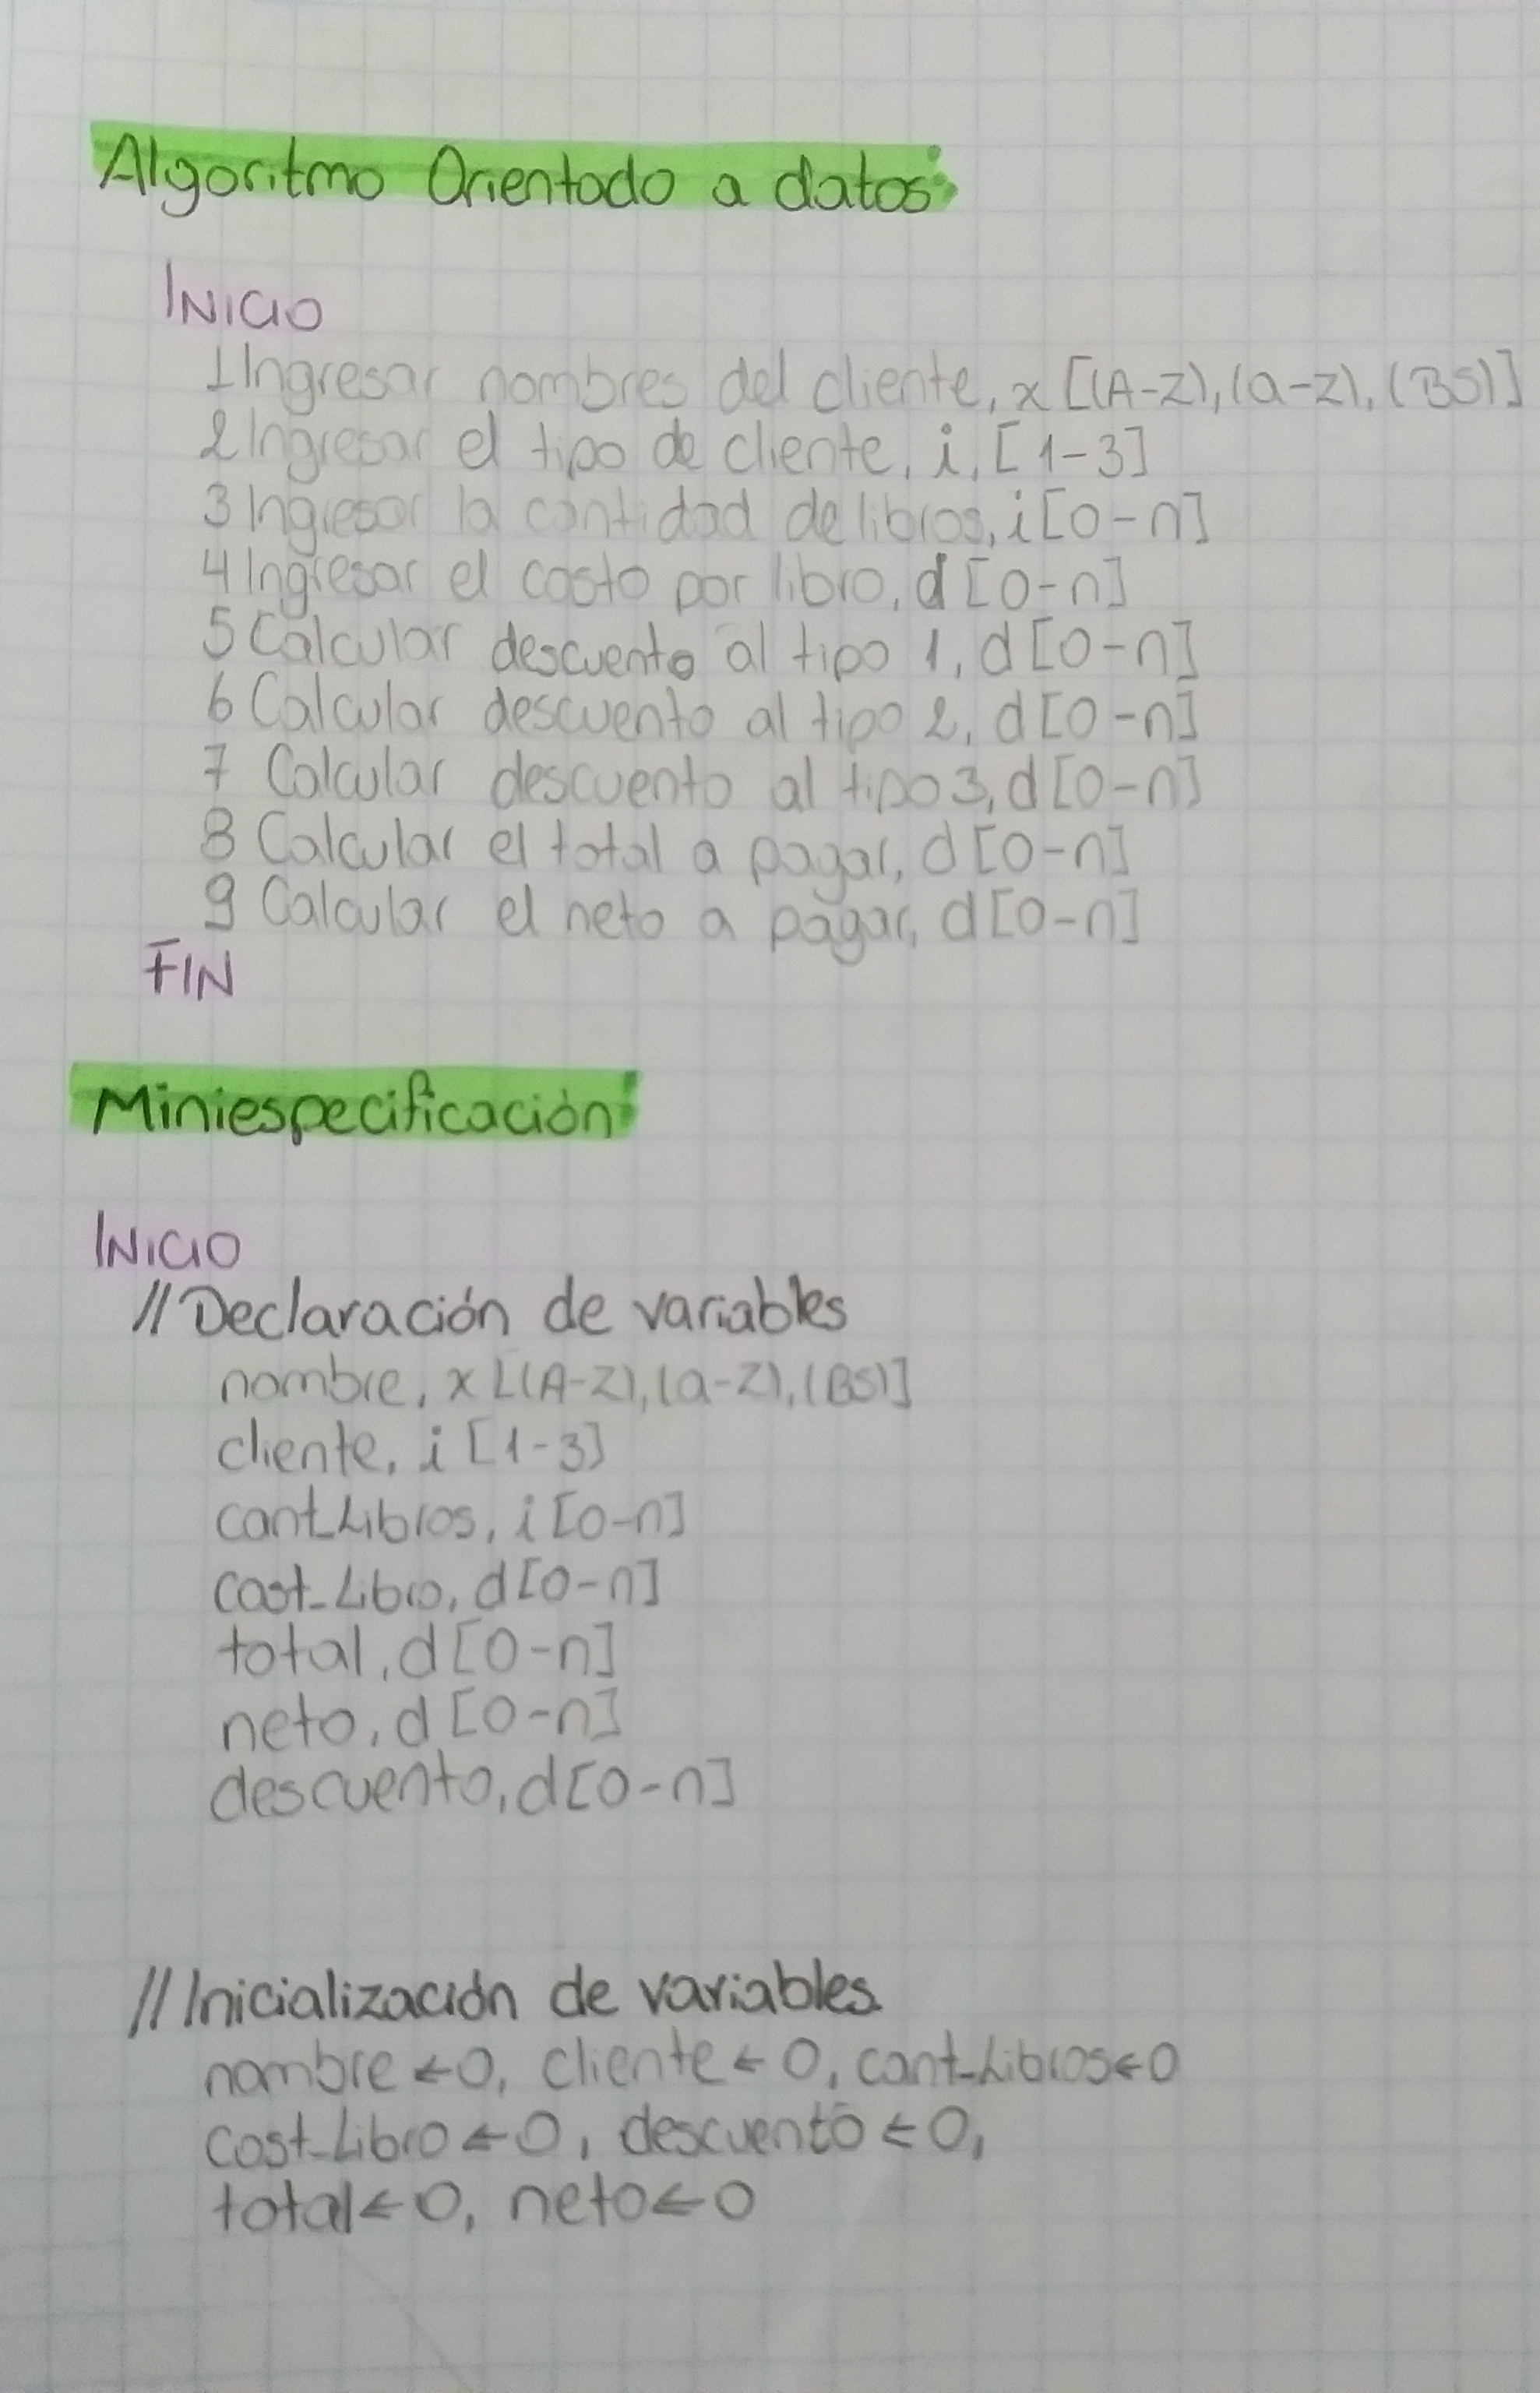 Algoritmo Orientado a datos:
INICIO
1 Ingresar nombres del cliente, x [(A-Z), (a-z), (BS)]
2 Ingresar el tipo de cliente, i, [1-3]
3 Ingresar la cantidad de libros, i [0-n]
4 Ingresar el costo por libro, d [0-n]
5 Calcular descuento al tipo 1, d [0-n]
6 Calcular descuento al tipo 2, d [0-n]
7 Calcular descuento al tipo 3, d [0-n]
8 Calcular el total a pagar, d [0-n]
9 Calcular el neto a pagar, d [0-n]
FIN
Miniespecificación:
INICIO
// Declaración de variables
nombre, x [(A-Z), (a-z), (BS)]
cliente, i [1-3]
cant_Libros, i [0-n]
cost_Libro, d [0-n]
total, d [0-n]
neto, d [0-n]
descuento, d [0-n]
// Inicialización de variables
nombre ← 0, cliente ← 0, cant_Libros ← 0
cost_Libro ← 0, descuento ← 0,
total ← 0, neto ← 0